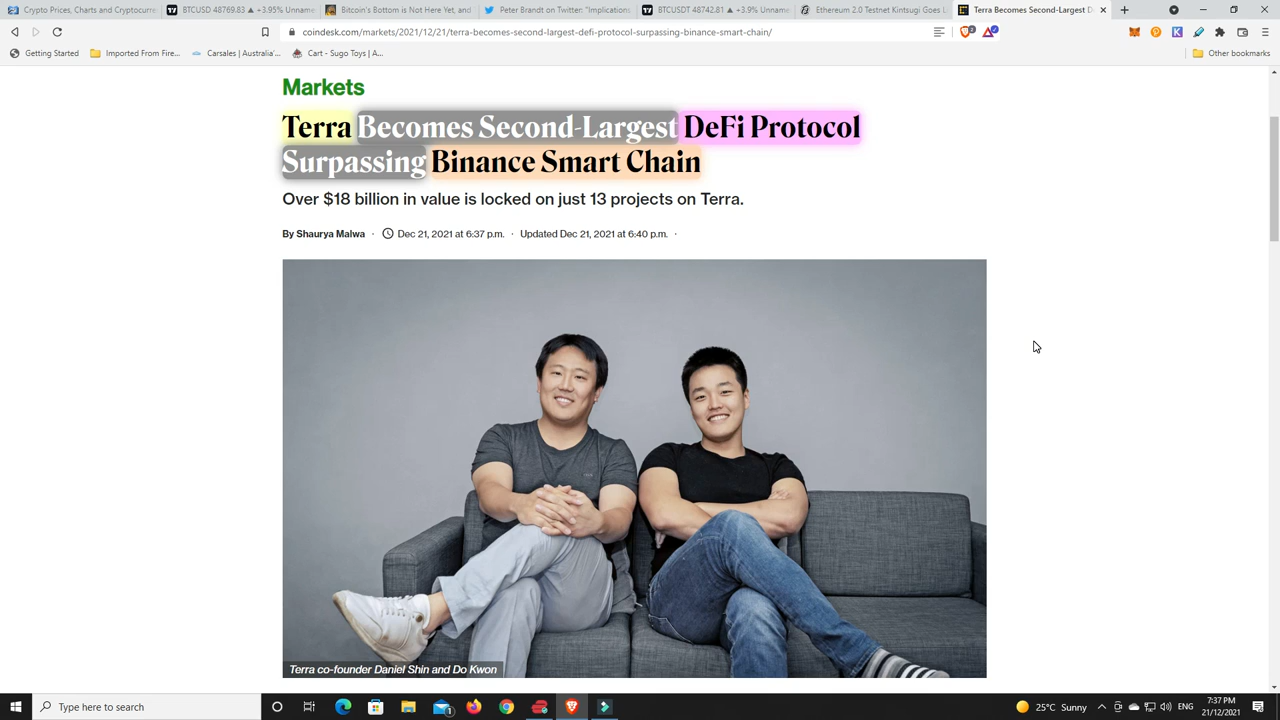 Crypto Prices, Charts and Cryptocurre
BTCUSD 48769.83 ▲ +3.95% Unname
Bitcoin's Bottom is Not Here Yet, and
Peter Brandt on Twitter: "Implications
BTCUSDT 48742.81 ▲ +3.9% Unname
Ethereum 2.0 Testnet Kintsugi Goes L
Terra Becomes Second-Largest D
coindesk.com/markets/2021/12/21/terra-becomes-second-largest-defi-protocol-surpassing-binance-smart-chain/
Getting Started
Imported From Fire...
Carsales | Australia'...
Cart - Sugo Toys | A...
Other bookmarks
Markets
Terra Becomes Second-Largest DeFi Protocol
Surpassing Binance Smart Chain
Over $18 billion in value is locked on just 13 projects on Terra.
By Shaurya Malwa · Dec 21, 2021 at 6:37 p.m. · Updated Dec 21, 2021 at 6:40 p.m. ·
Terra co-founder Daniel Shin and Do Kwon
Type here to search
25°C Sunny
ENG
7:37 PM
21/12/2021